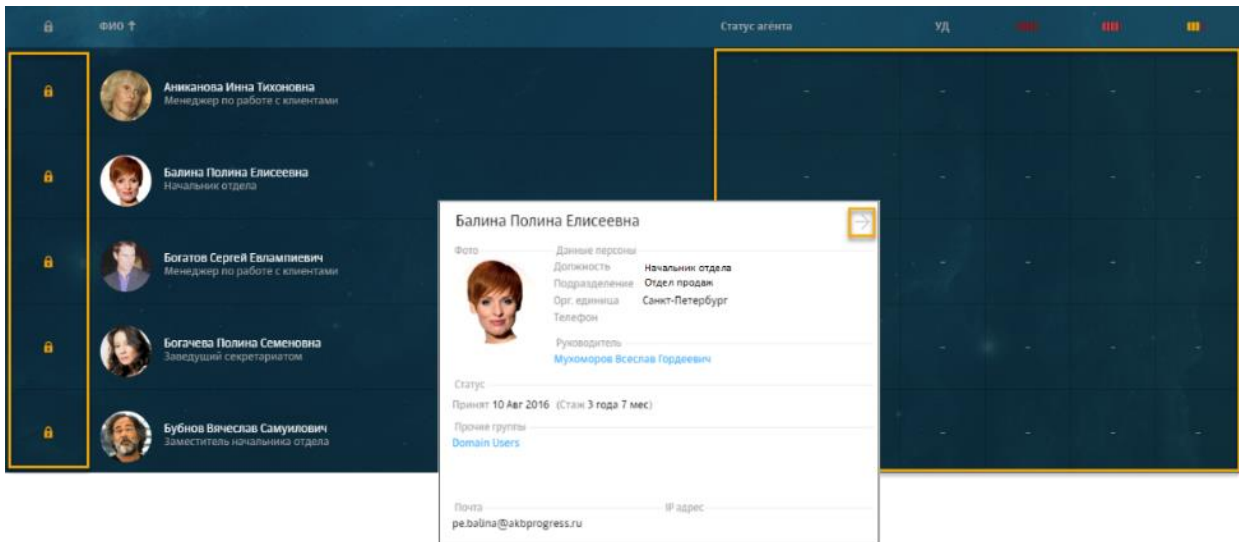 ФИО ↑ Статус агента УД
Аниканова Инна Тихоновна
Менеджер по работе с клиентами
– – – – –
Балина Полина Елисеевна
Начальник отдела
– – – – –
Богатов Сергей Евлампиевич
Менеджер по работе с клиентами
– – – –
Богачева Полина Семеновна
Заведущий секретариатом
– – – –
Бубнов Вячеслав Самуилович
Заместитель начальника отдела
– – – –
Балина Полина Елисеевна
Фото Данные персоны
Должность Начальник отдела
Подразделение Отдел продаж
Орг. единица Санкт-Петербург
Телефон
Руководитель
Мухоморов Всеслав Гордеевич
Статус
Принят 10 Авг 2016 (Стаж 3 года 7 мес)
Прочие группы
Domain Users
Почта IP адрес
pe.balina@akbprogress.ru